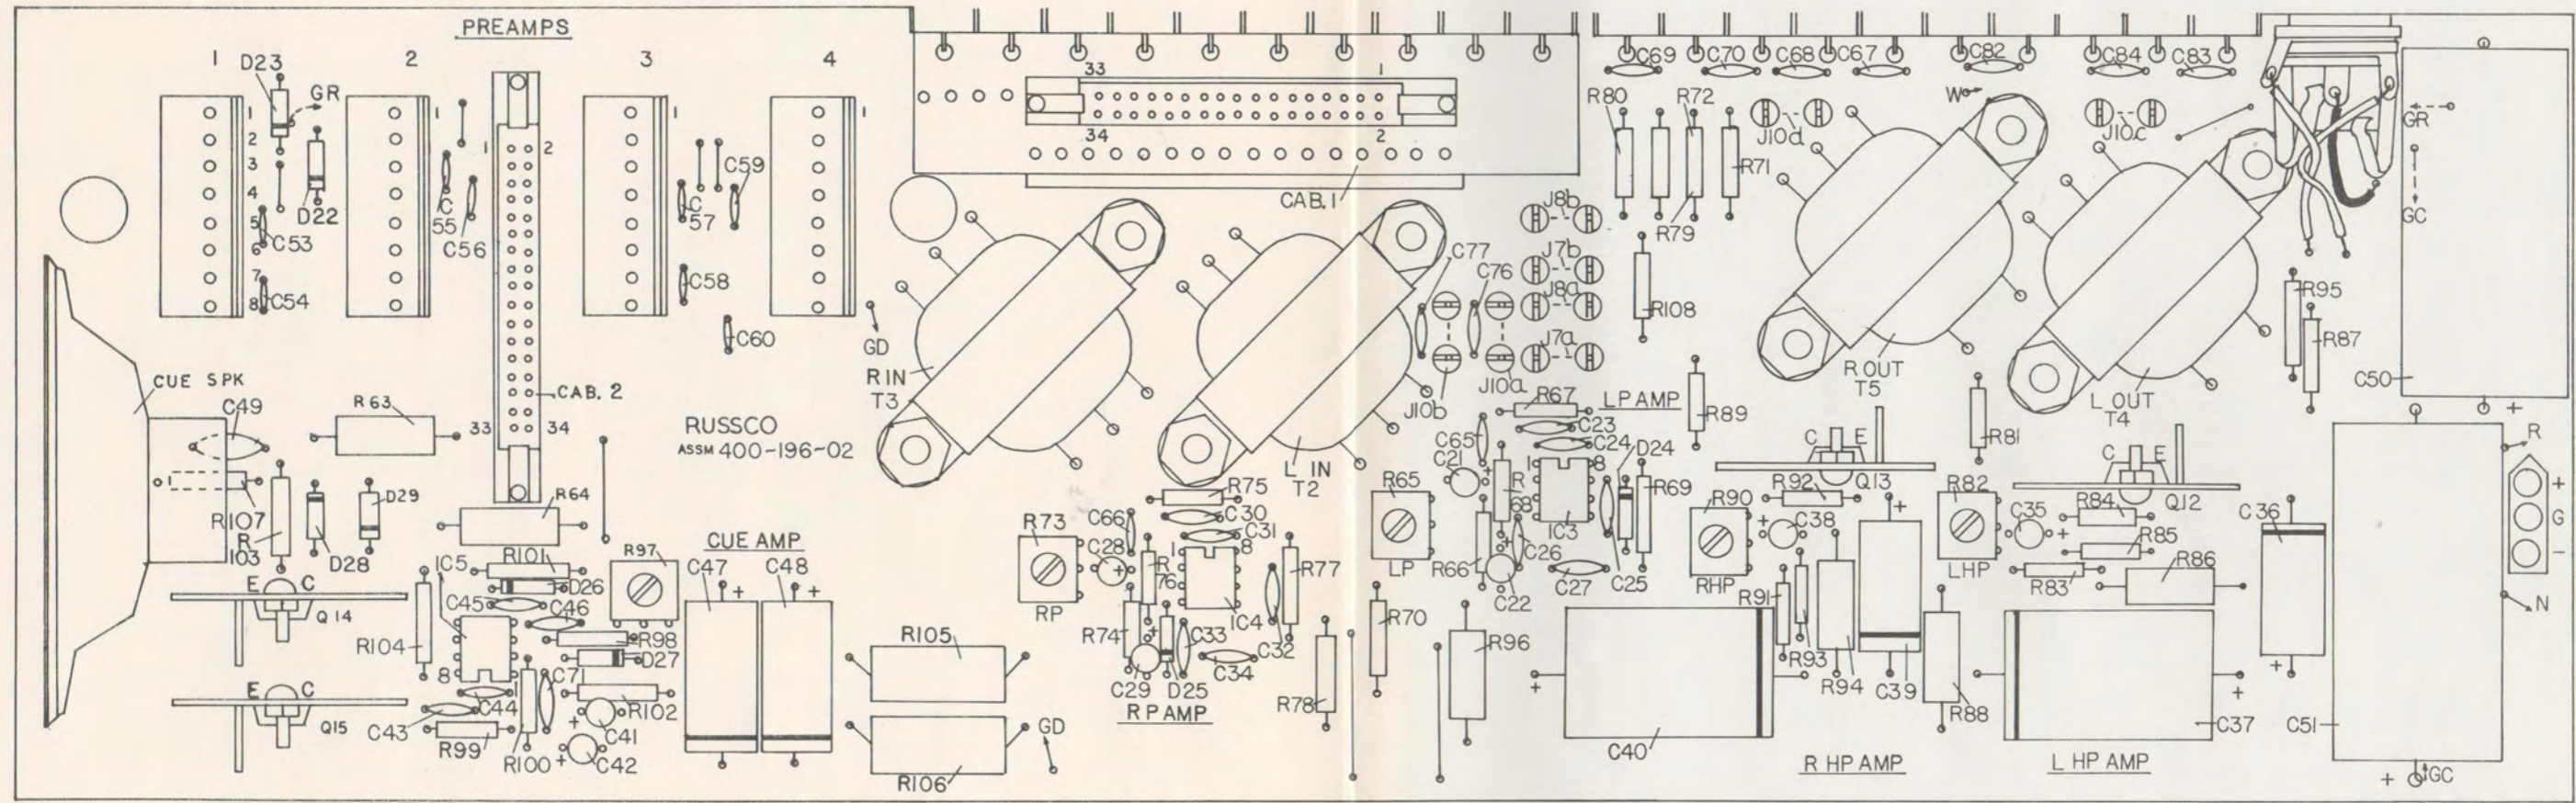 PREAMPS
1
D23
GR
2
3
4
1
2
3
4
5
6
7
8
D22
C53
C54
1
C
55
C56
1
2
33
34
CAB. 2
1
C
57
C59
C58
C60
1
33
1
34
2
CAB. 1
C69
C70
C68
C67
C82
C84
C83
R80
R72
R79
R71
J10d
W
J10c
GR
GC
J8b
J7b
J8a
J7a
R108
C77
C76
J10b
J10a
GD
R IN
T3
L IN
T2
R OUT
T5
L OUT
T4
R95
R87
C50
+
CUE SPK
C49
R 63
RUSSCO
ASSM 400-196-02
R107
R
103
D28
D29
R64
R67
LP AMP
C23
C24
C65
C21
+
R
68
1
8
IC3
D24
R69
R89
R65
LP
R66
+
C22
C26
C27
C25
R75
C30
C31
C66
C28
+
R
76
1
8
IC4
R77
R73
RP
R74
+
C29
D25
C33
C34
C32
RP AMP
R78
R70
R96
C
E
Q13
R92
R90
RHP
+
C38
+
R91
R93
R94
C39
R81
R82
LHP
C
E
Q12
R84
C35
+
R85
R83
R86
C36
+
R
+
G
-
N
E
C
Q14
E
C
Q15
IC5
R101
D26
C45
C46
R97
R98
D27
R104
8
1
C71
C44
C43
R99
R100
R102
+
C41
+
C42
CUE AMP
C47
+
C48
+
R105
R106
GD
+
C40
R HP AMP
R88
L HP AMP
+
C37
C51
+
GC